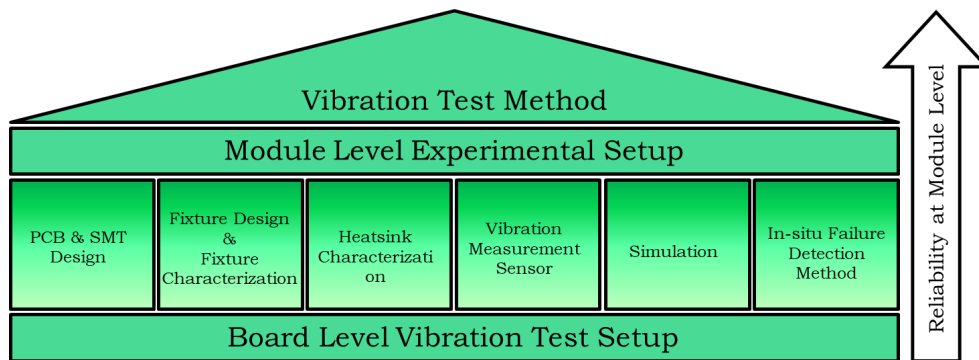 Vibration Test Method
Module Level Experimental Setup
PCB & SMT
Design
Fixture Design
&
Fixture
Characterization
Heatsink
Characterizati
on
Vibration
Measurement
Sensor
Simulation
In-situ Failure
Detection
Method
Board Level Vibration Test Setup
Reliability at Module Level